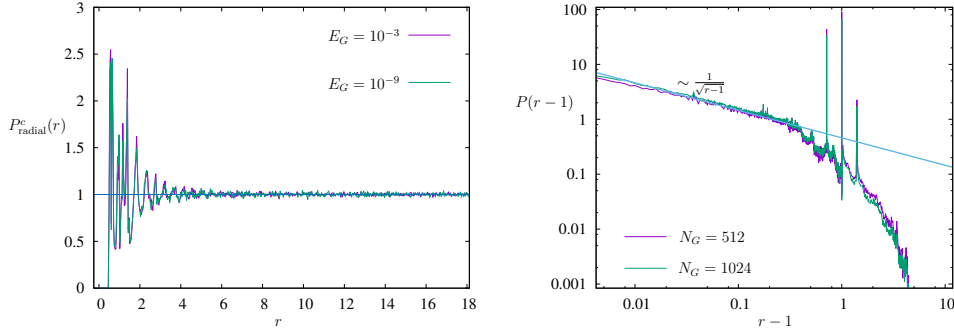 3
2.5
2
1.5
1
0.5
0
P^c_radial(r)
E_G = 10^−3
E_G = 10^−9
0 2 4 6 8 10 12 14 16 18
r
100
10
1
0.1
0.01
0.001
P(r − 1)
∼ 1/√(r−1)
N_G = 512
N_G = 1024
0.01 0.1 1 10
r − 1